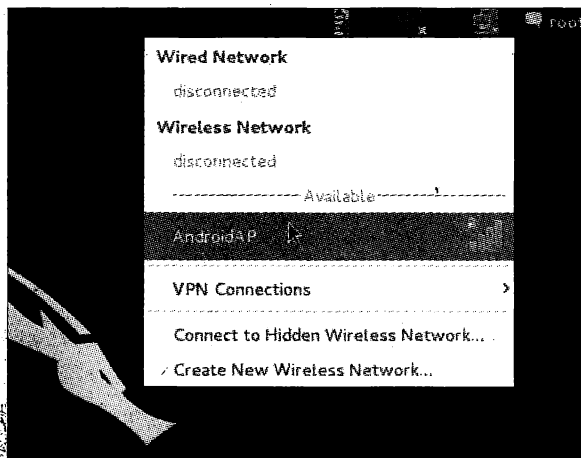 root
Wired Network
disconnected
Wireless Network
disconnected
Available
AndroidAP
VPN Connections
Connect to Hidden Wireless Network...
Create New Wireless Network...